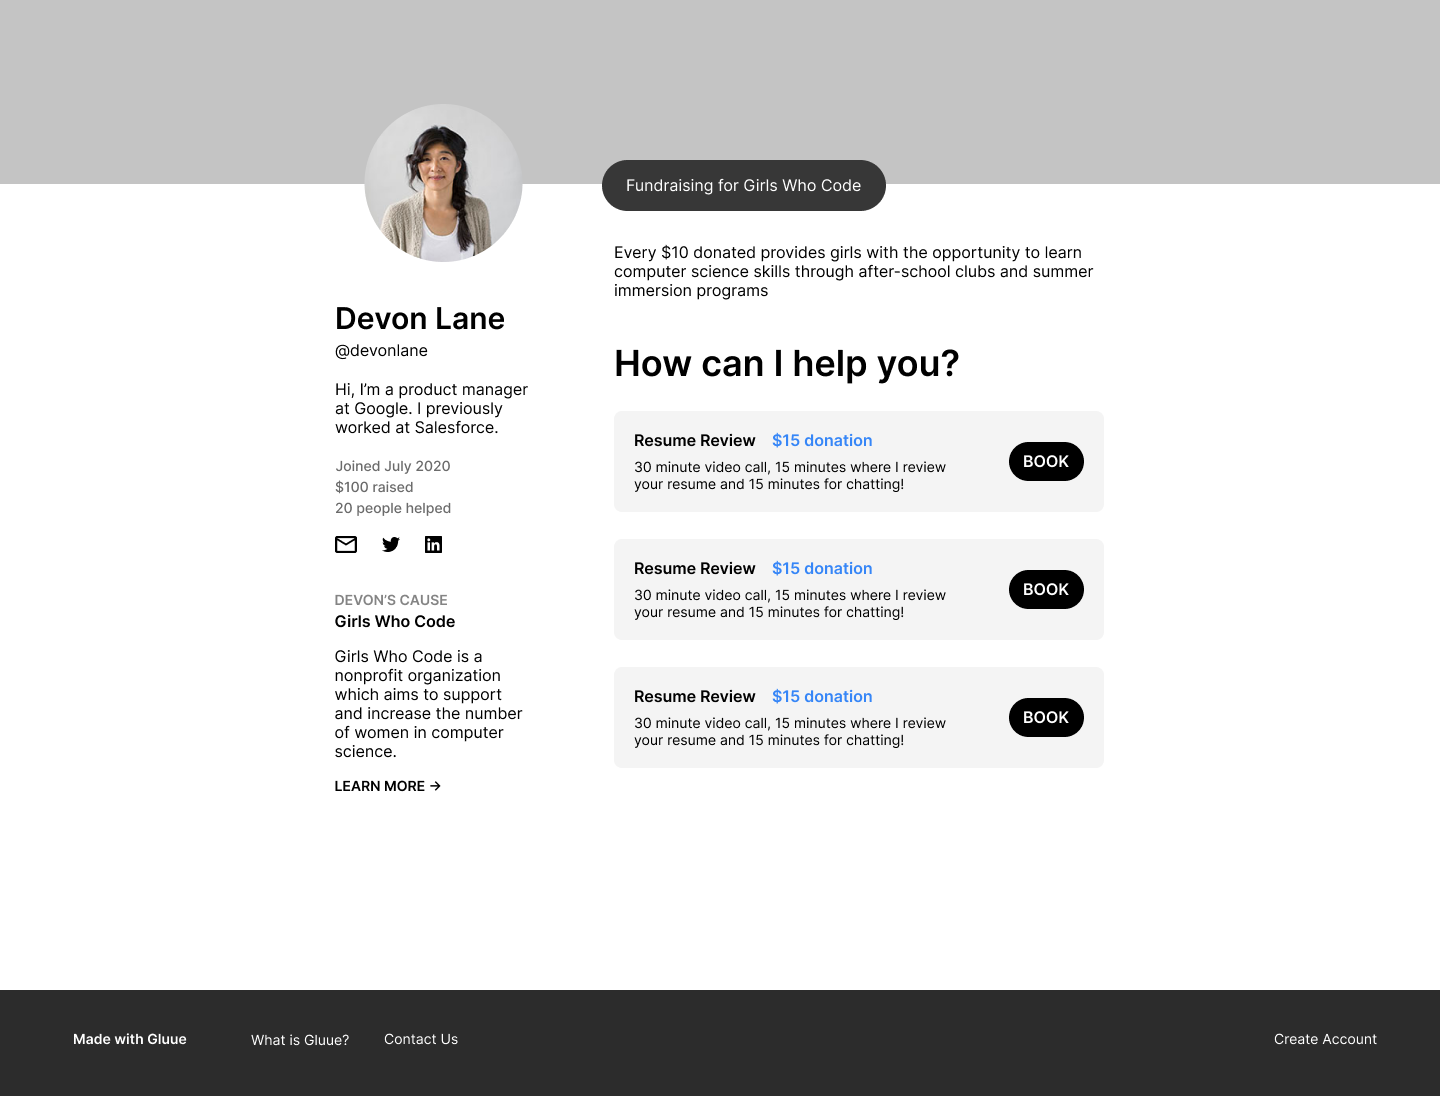 Fundraising for Girls Who Code
Every $10 donated provides girls with the opportunity to learn
computer science skills through after-school clubs and summer
immersion programs
Devon Lane
@devonlane
Hi, I’m a product manager
at Google. I previously
worked at Salesforce.
Joined July 2020
$100 raised
20 people helped
DEVON’S CAUSE
Girls Who Code
Girls Who Code is a
nonprofit organization
which aims to support
and increase the number
of women in computer
science.
LEARN MORE →
How can I help you?
Resume Review $15 donation
30 minute video call, 15 minutes where I review
your resume and 15 minutes for chatting!
BOOK
Resume Review $15 donation
30 minute video call, 15 minutes where I review
your resume and 15 minutes for chatting!
BOOK
Resume Review $15 donation
30 minute video call, 15 minutes where I review
your resume and 15 minutes for chatting!
BOOK
Made with Gluue
What is Gluue?
Contact Us
Create Account